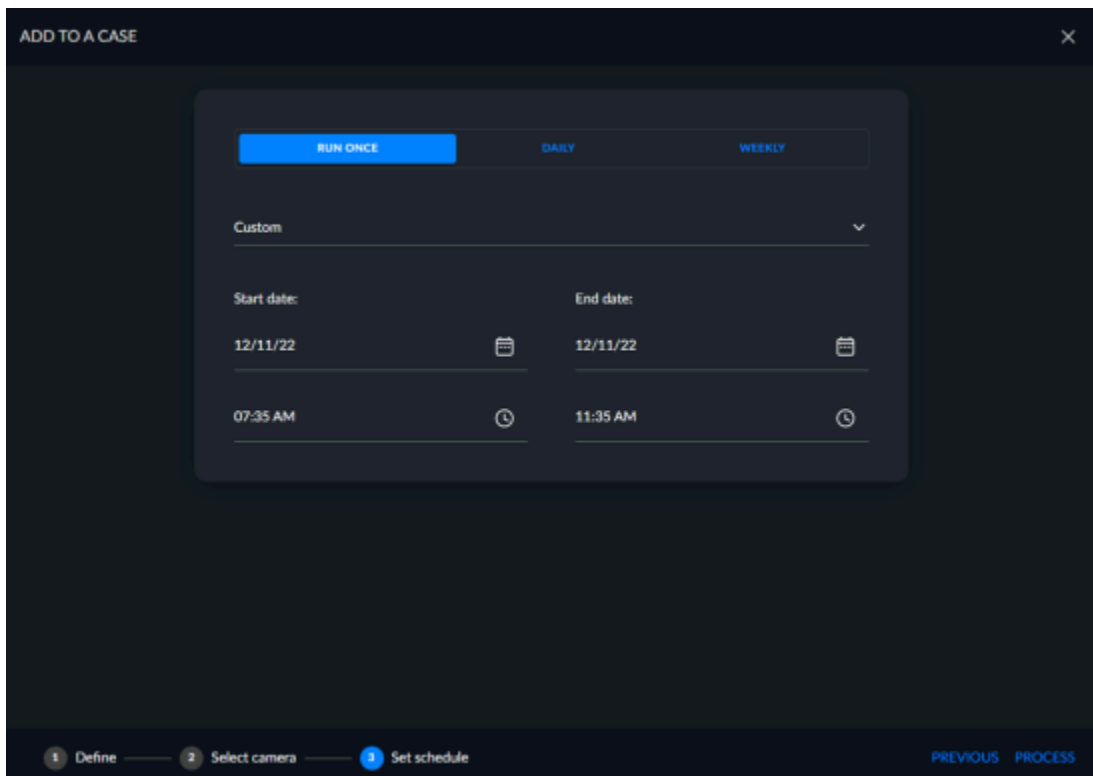 ADD TO A CASE
RUN ONCE DAILY WEEKLY
Custom
Start date: End date:
12/11/22 12/11/22
07:35 AM 11:35 AM
1 Define 2 Select camera 3 Set schedule PREVIOUS PROCESS